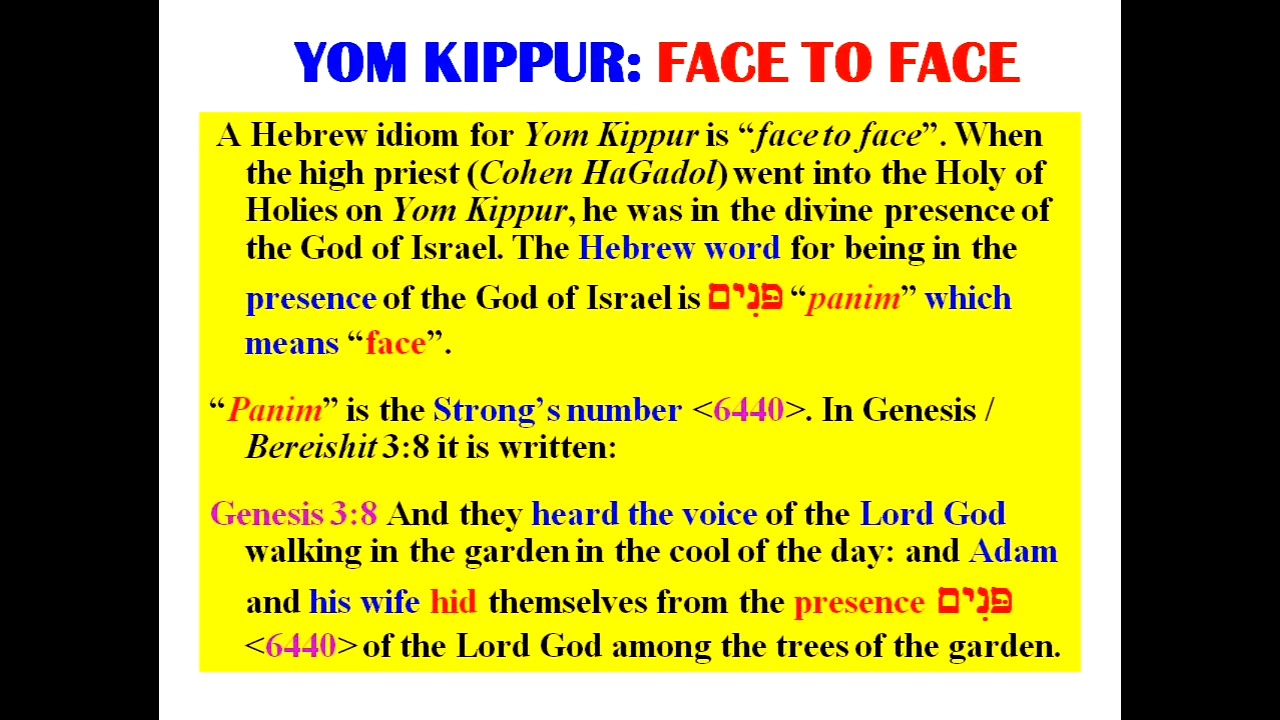 YOM KIPPUR: FACE TO FACE
A Hebrew idiom for Yom Kippur is “face to face”. When
the high priest (Cohen HaGadol) went into the Holy of
Holies on Yom Kippur, he was in the divine presence of
the God of Israel. The Hebrew word for being in the
presence of the God of Israel is פָּנִים “panim” which
means “face”.
“Panim” is the Strong’s number <6440>. In Genesis /
Bereishit 3:8 it is written:
Genesis 3:8 And they heard the voice of the Lord God
walking in the garden in the cool of the day: and Adam
and his wife hid themselves from the presence פָּנִים
<6440> of the Lord God among the trees of the garden.